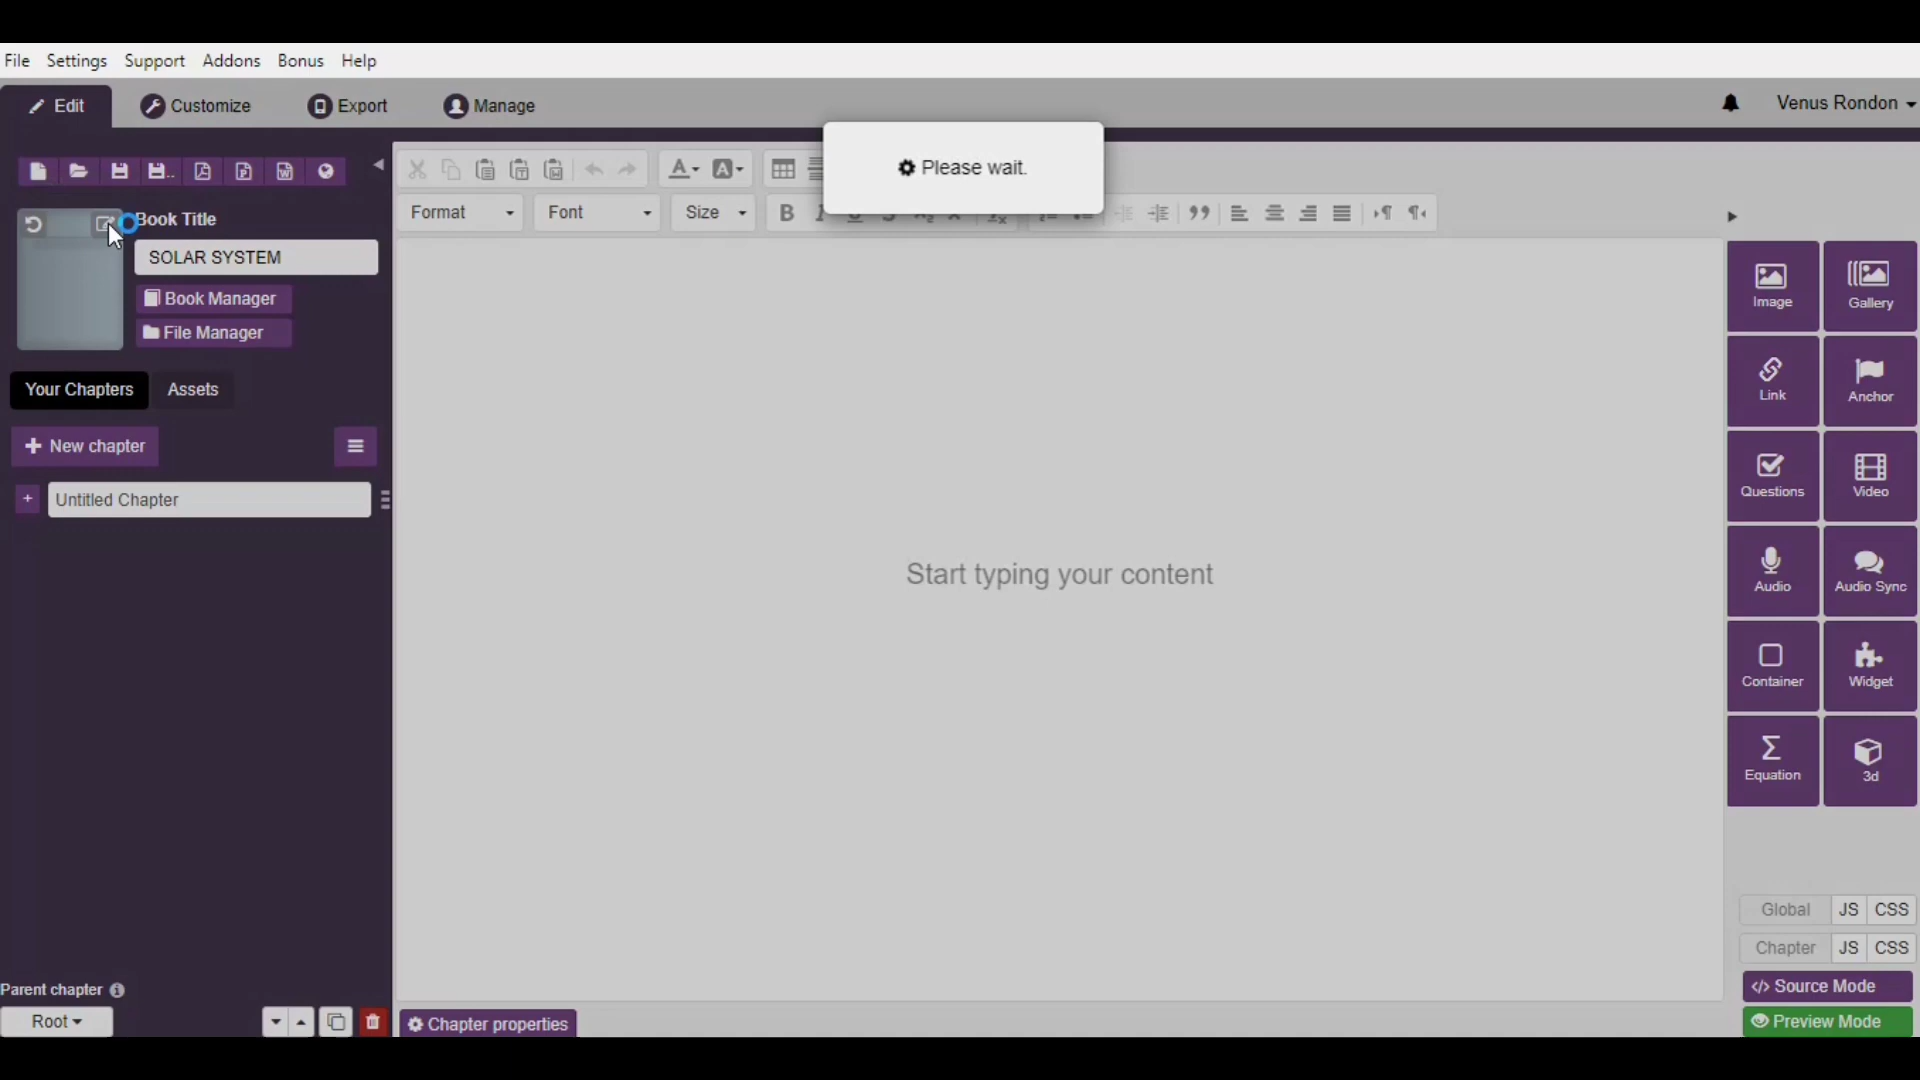 File Settings Support Addons Bonus Help
Edit Customize Export Manage Venus Rondon
Please wait.
Format Font Size B
Book Title
SOLAR SYSTEM
Book Manager
File Manager
Your Chapters Assets
New chapter
Untitled Chapter
Start typing your content
Image Gallery
Link Anchor
Questions Video
Audio Audio Sync
Container Widget
Equation 3d
Global JS CSS
Chapter JS CSS
</> Source Mode
Preview Mode
Parent chapter
Root
Chapter properties